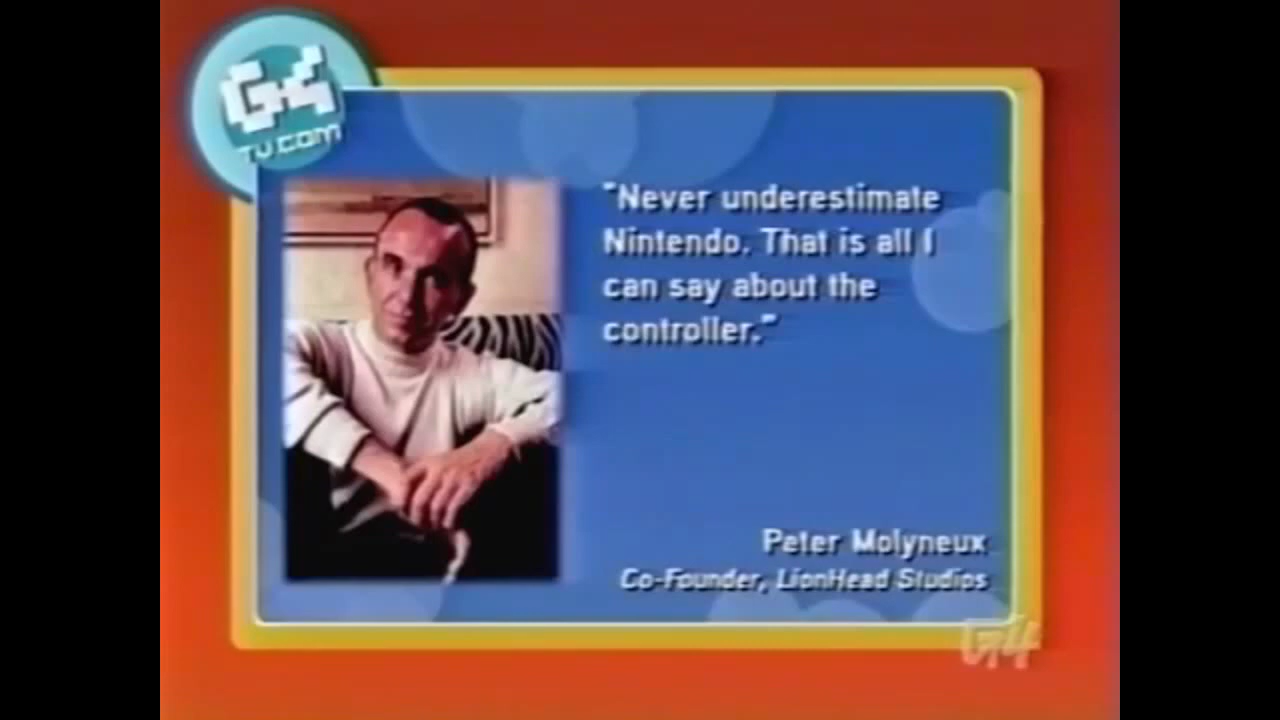 G4
TV.COM
"Never underestimate
Nintendo. That is all I
can say about the
controller."
Peter Molyneux
Co-Founder, LionHead Studios
G4